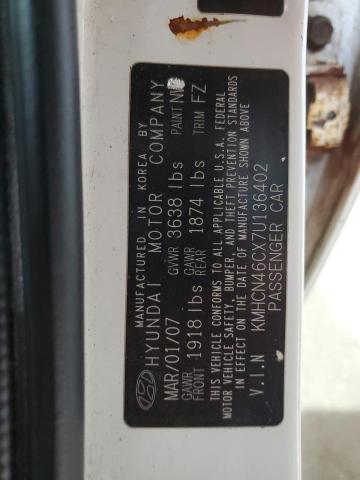 MANUFACTURED IN KOREA BY
HYUNDAI MOTOR COMPANY
MAR/01/07 GVWR 3638 lbs PAINT
GAWR FRONT 1918 lbs GAWR REAR 1874 lbs TRIM FZ
THIS VEHICLE CONFORMS TO ALL APPLICABLE U.S.A. FEDERAL
MOTOR VEHICLE SAFETY, BUMPER, AND THEFT PREVENTION STANDARDS
IN EFFECT ON THE DATE OF MANUFACTURE SHOWN ABOVE
V.I.N KMHCN46CX7U136402
PASSENGER CAR